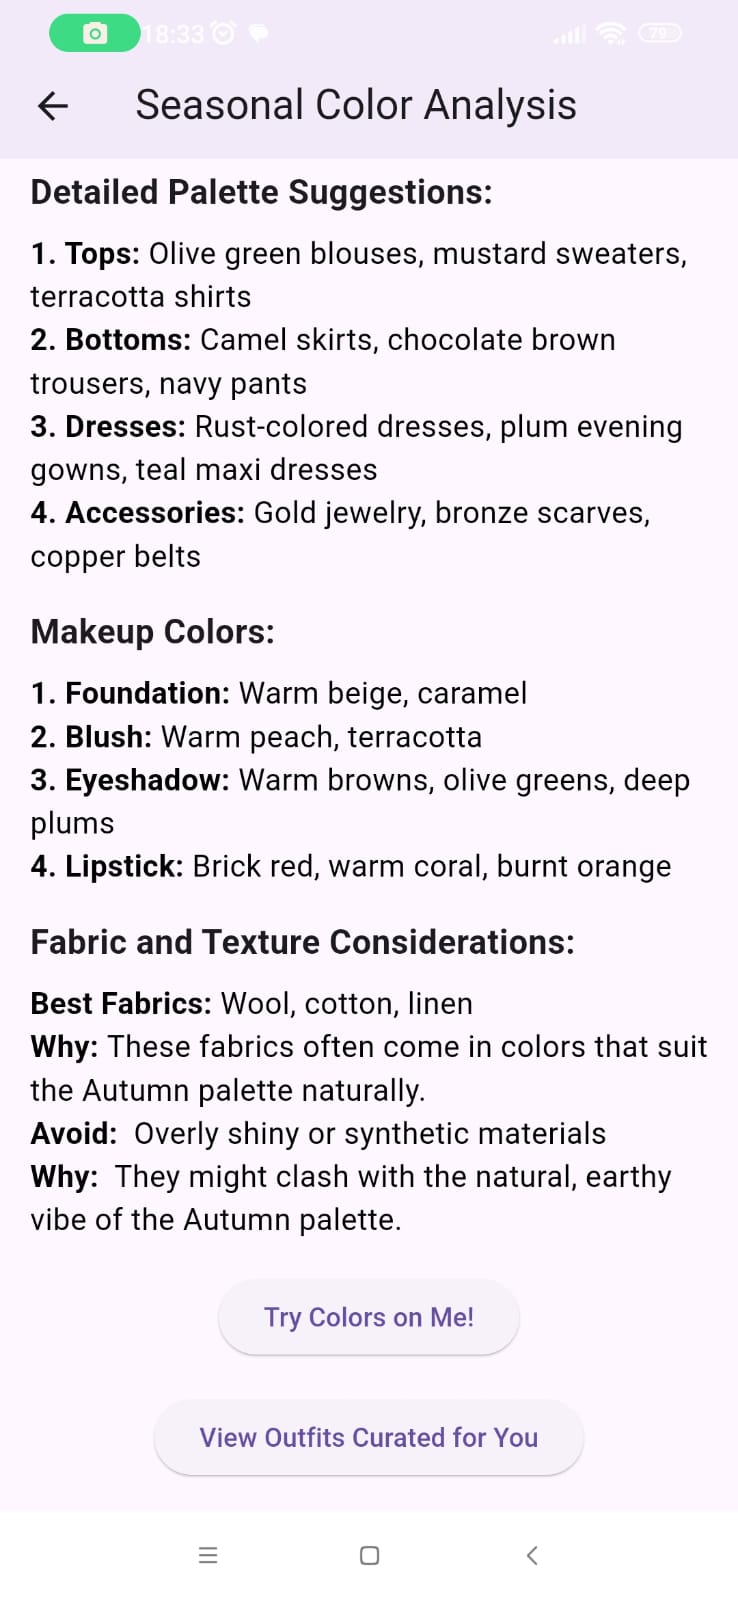 18:33
79
Seasonal Color Analysis
Detailed Palette Suggestions:
1. Tops: Olive green blouses, mustard sweaters,
terracotta shirts
2. Bottoms: Camel skirts, chocolate brown
trousers, navy pants
3. Dresses: Rust-colored dresses, plum evening
gowns, teal maxi dresses
4. Accessories: Gold jewelry, bronze scarves,
copper belts
Makeup Colors:
1. Foundation: Warm beige, caramel
2. Blush: Warm peach, terracotta
3. Eyeshadow: Warm browns, olive greens, deep
plums
4. Lipstick: Brick red, warm coral, burnt orange
Fabric and Texture Considerations:
Best Fabrics: Wool, cotton, linen
Why: These fabrics often come in colors that suit
the Autumn palette naturally.
Avoid: Overly shiny or synthetic materials
Why: They might clash with the natural, earthy
vibe of the Autumn palette.
Try Colors on Me!
View Outfits Curated for You